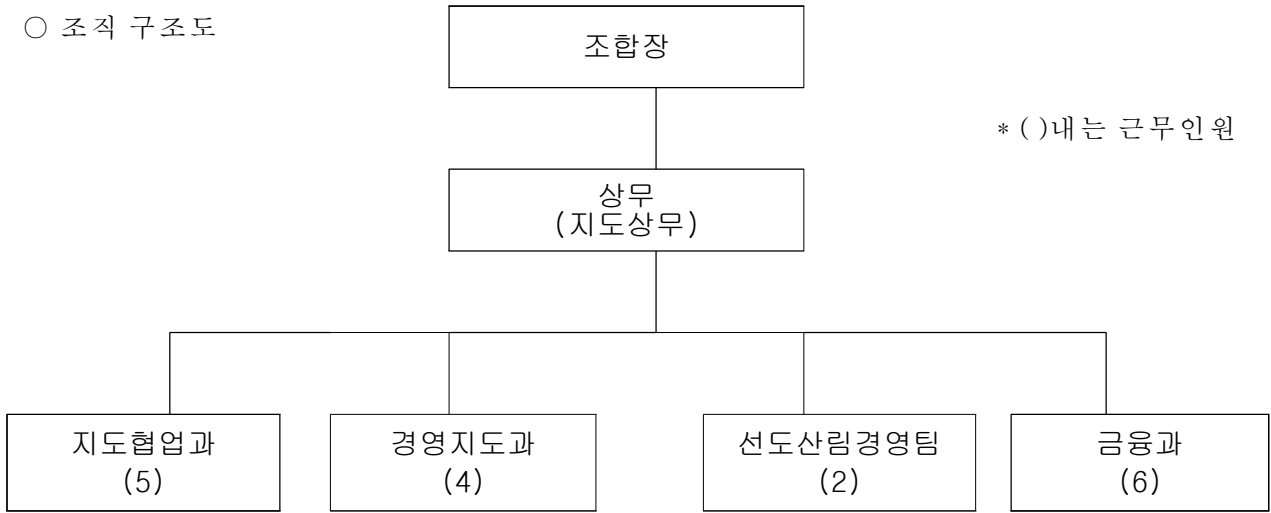 ○ 조직 구조도
조합장
* ( )내는 근무인원
상무
(지도상무)
지도협업과
(5)
경영지도과
(4)
선도산림경영팀
(2)
금융과
(6)